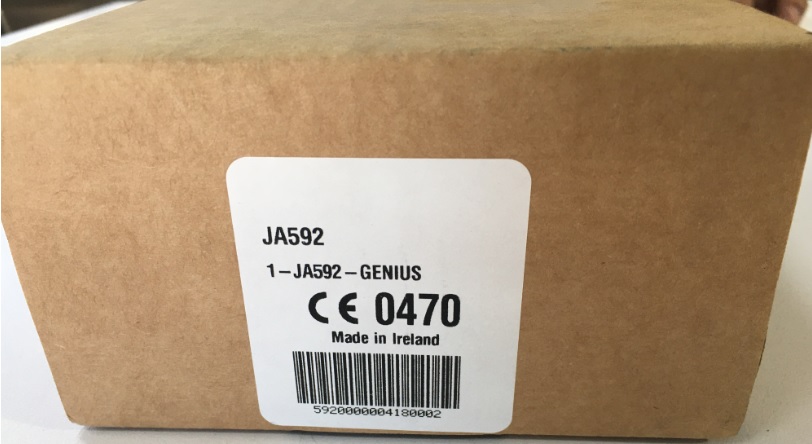 JA592
1-JA592-GENIUS
CE 0470
Made in Ireland
5920000004180002